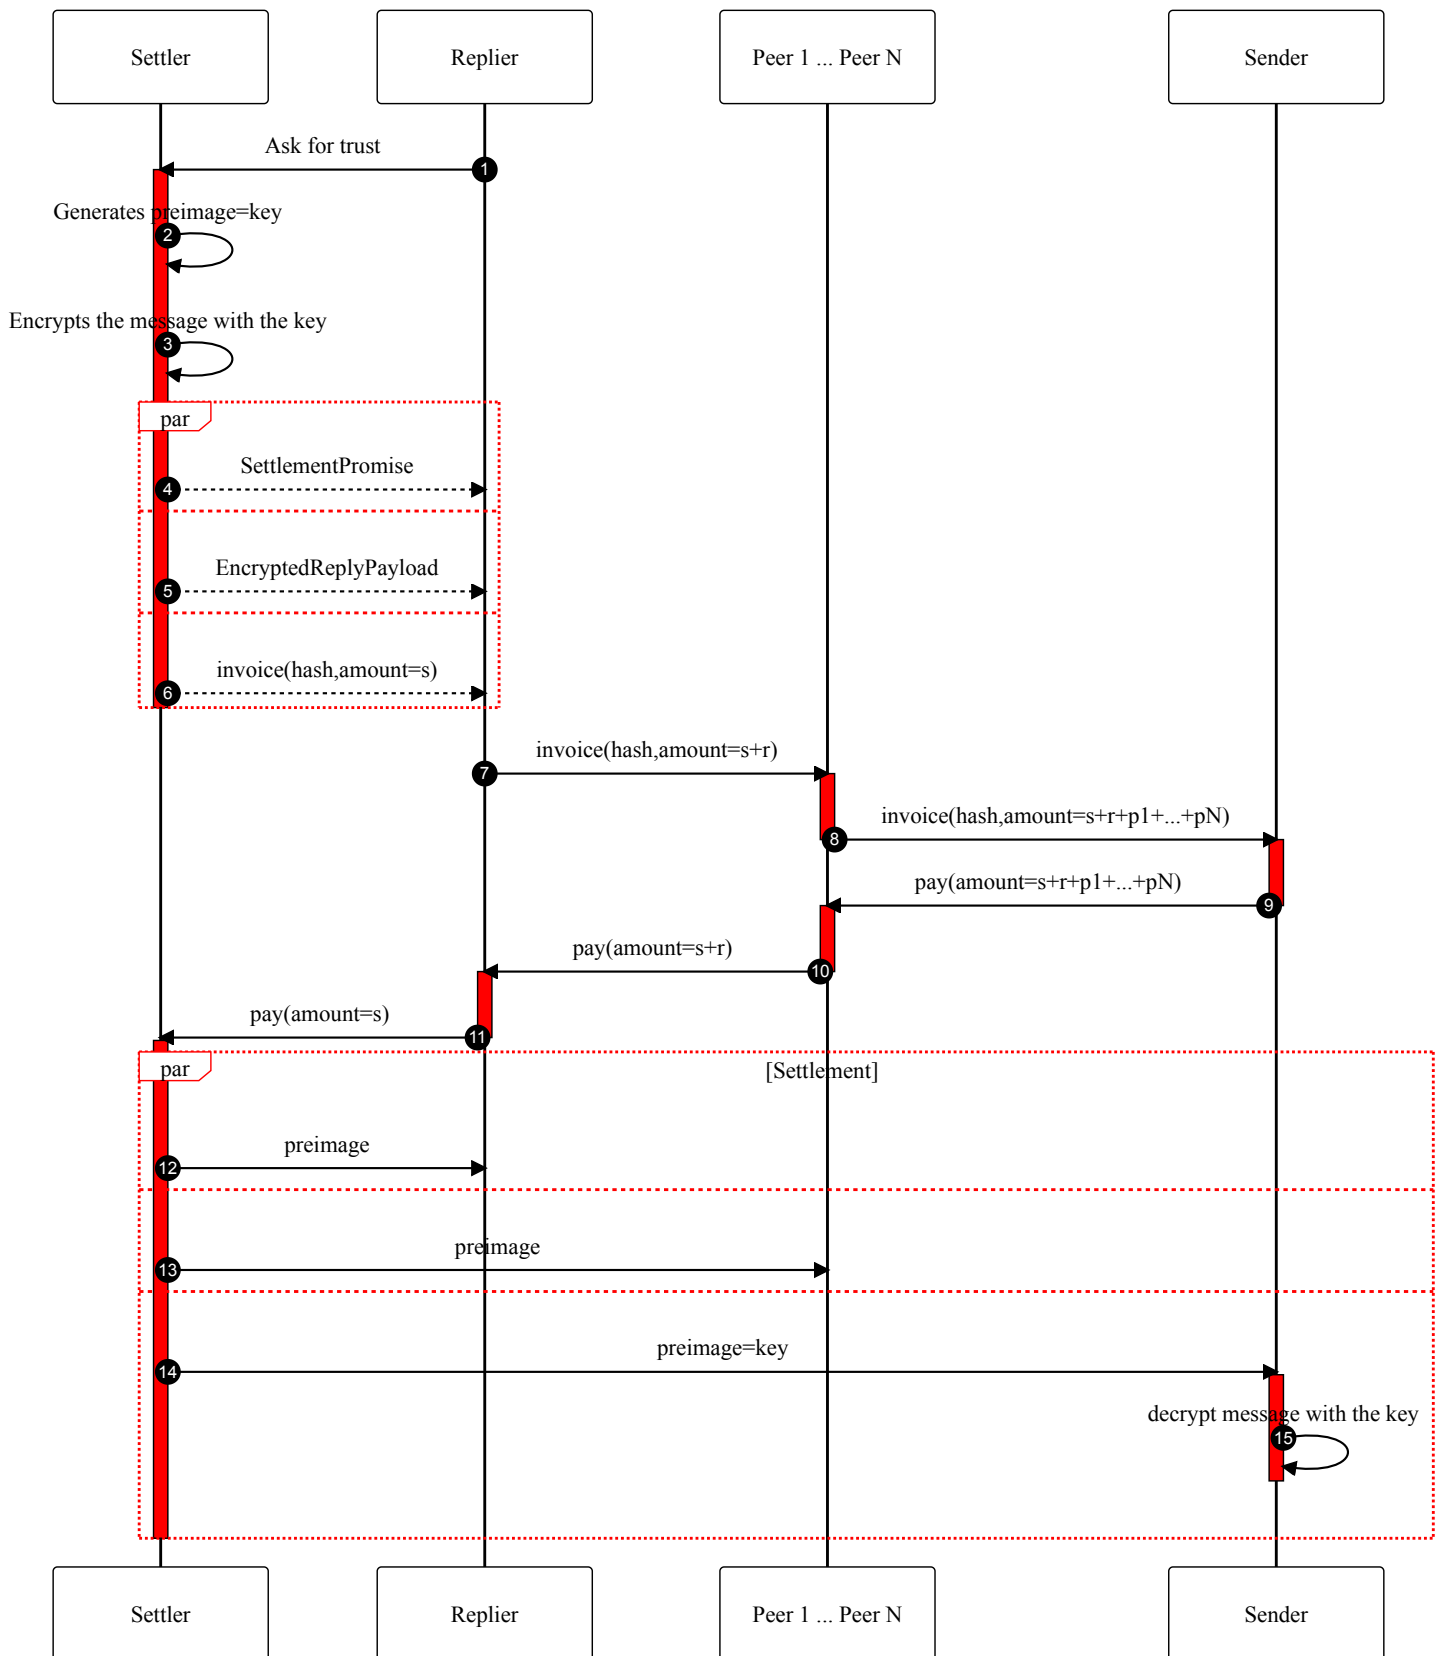 Settler
Replier
Peer 1 ... Peer N
Sender
Ask for trust
1
Generates preimage=key
2
Encrypts the message with the key
3
par
SettlementPromise
4
EncryptedReplyPayload
5
invoice(hash,amount=s)
6
invoice(hash,amount=s+r)
7
invoice(hash,amount=s+r+p1+...+pN)
8
pay(amount=s+r+p1+...+pN)
9
pay(amount=s+r)
10
pay(amount=s)
11
par
[Settlement]
preimage
12
preimage
13
preimage=key
14
decrypt message with the key
15
Settler
Replier
Peer 1 ... Peer N
Sender